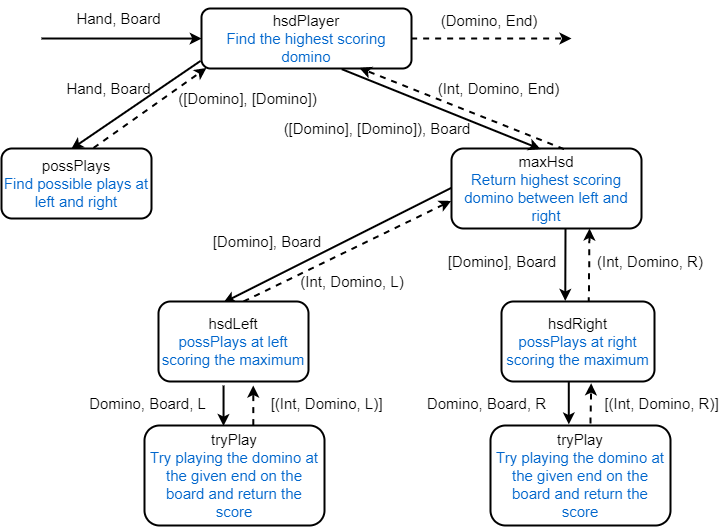 Hand, Board
hsdPlayer
Find the highest scoring
domino
(Domino, End)
Hand, Board
([Domino], [Domino])
(Int, Domino, End)
([Domino], [Domino]), Board
possPlays
Find possible plays at
left and right
maxHsd
Return highest scoring
domino between left and
right
[Domino], Board
(Int, Domino, L)
[Domino], Board
(Int, Domino, R)
hsdLeft
possPlays at left
scoring the maximum
hsdRight
possPlays at right
scoring the maximum
Domino, Board, L
[(Int, Domino, L)]
Domino, Board, R
[(Int, Domino, R)]
tryPlay
Try playing the domino at
the given end on the
board and return the
score
tryPlay
Try playing the domino at
the given end on the
board and return the
score